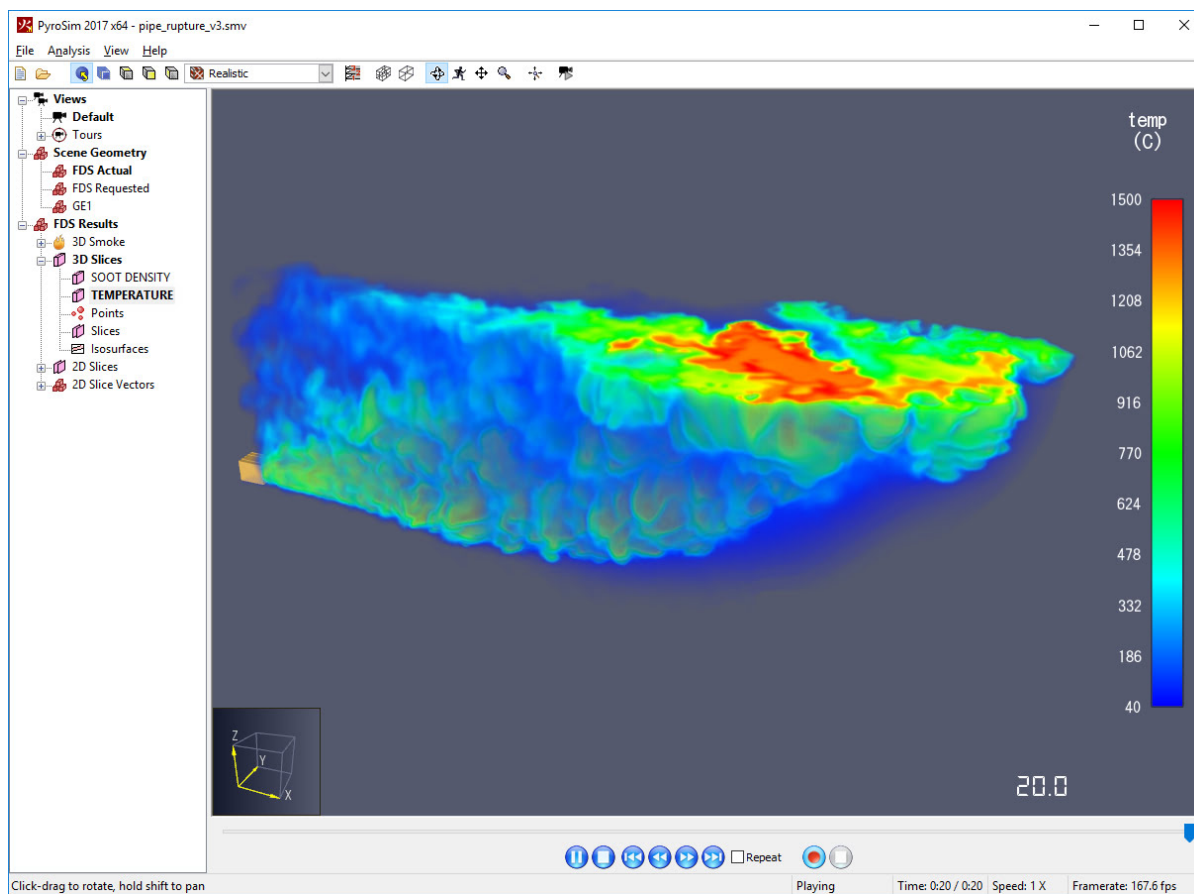 PyroSim 2017 x64 - pipe_rupture_v3.smv
File Analysis View Help
Realistic
Views
Default
Tours
Scene Geometry
FDS Actual
FDS Requested
GE1
FDS Results
3D Smoke
3D Slices
SOOT DENSITY
TEMPERATURE
Points
Slices
Isosurfaces
2D Slices
2D Slice Vectors
temp
(C)
1500
1354
1208
1062
916
770
624
478
332
186
40
Z
Y
X
20.0
Repeat
Click-drag to rotate, hold shift to pan
Playing
Time: 0:20 / 0:20
Speed: 1 X
Framerate: 167.6 fps